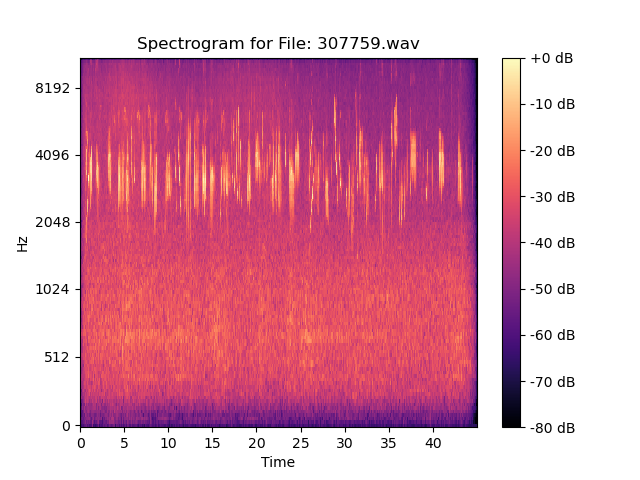 Spectrogram for File: 307759.wav
+0 dB
8192
-10 dB
4096
-20 dB
-30 dB
2048
Hz
-40 dB
1024
-50 dB
-60 dB
512
-70 dB
0
-80 dB
0 5 10 15 20 25 30 35 40
Time